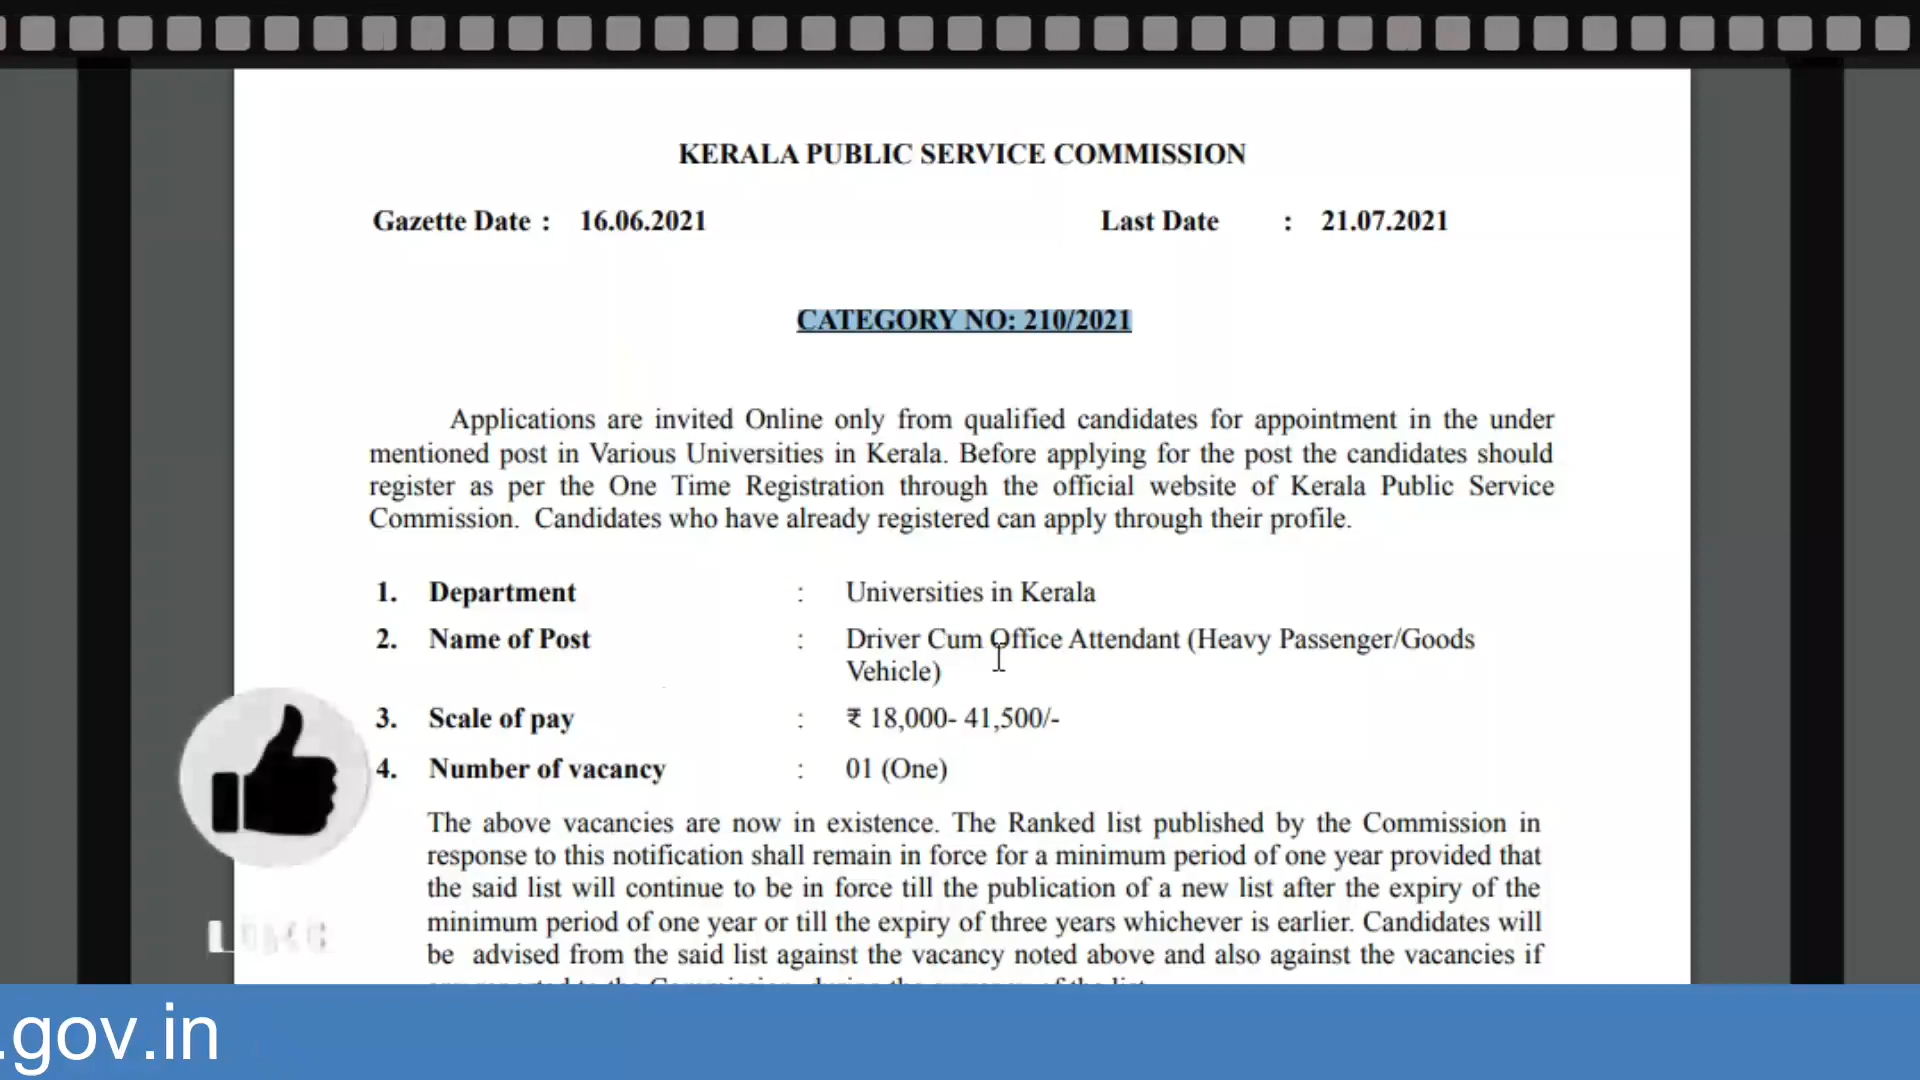 KERALA PUBLIC SERVICE COMMISSION
Gazette Date : 16.06.2021 Last Date : 21.07.2021
CATEGORY NO: 210/2021
Applications are invited Online only from qualified candidates for appointment in the under
mentioned post in Various Universities in Kerala. Before applying for the post the candidates should
register as per the One Time Registration through the official website of Kerala Public Service
Commission. Candidates who have already registered can apply through their profile.
1. Department : Universities in Kerala
2. Name of Post : Driver Cum Office Attendant (Heavy Passenger/Goods
Vehicle)
3. Scale of pay : ₹ 18,000- 41,500/-
4. Number of vacancy : 01 (One)
The above vacancies are now in existence. The Ranked list published by the Commission in
response to this notification shall remain in force for a minimum period of one year provided that
the said list will continue to be in force till the publication of a new list after the expiry of the
minimum period of one year or till the expiry of three years whichever is earlier. Candidates will
be advised from the said list against the vacancy noted above and also against the vacancies if
.gov.in